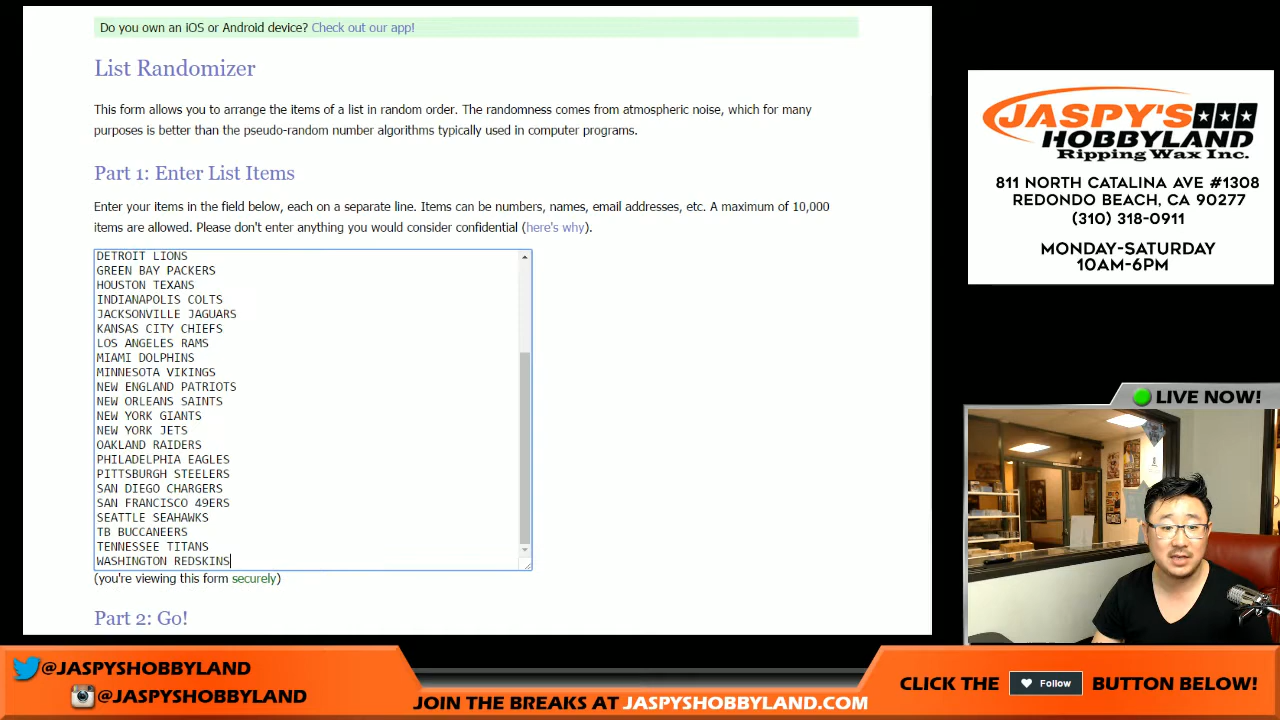 Do you own an iOS or Android device? Check out our app!
List Randomizer
This form allows you to arrange the items of a list in random order. The randomness comes from atmospheric noise, which for many
purposes is better than the pseudo-random number algorithms typically used in computer programs.
Part 1: Enter List Items
Enter your items in the field below, each on a separate line. Items can be numbers, names, email addresses, etc. A maximum of 10,000
items are allowed. Please don't enter anything you would consider confidential (here's why).
DETROIT LIONS
GREEN BAY PACKERS
HOUSTON TEXANS
INDIANAPOLIS COLTS
JACKSONVILLE JAGUARS
KANSAS CITY CHIEFS
LOS ANGELES RAMS
MIAMI DOLPHINS
MINNESOTA VIKINGS
NEW ENGLAND PATRIOTS
NEW ORLEANS SAINTS
NEW YORK GIANTS
NEW YORK JETS
OAKLAND RAIDERS
PHILADELPHIA EAGLES
PITTSBURGH STEELERS
SAN DIEGO CHARGERS
SAN FRANCISCO 49ERS
SEATTLE SEAHAWKS
TB BUCCANEERS
TENNESSEE TITANS
WASHINGTON REDSKINS
(you're viewing this form securely)
Part 2: Go!
JASPY'S
HOBBYLAND
Ripping Wax Inc.
811 NORTH CATALINA AVE #1308
REDONDO BEACH, CA 90277
(310) 318-0911
MONDAY-SATURDAY
10AM-6PM
LIVE NOW!
@JASPYSHOBBYLAND
@JASPYSHOBBYLAND
JOIN THE BREAKS AT JASPYSHOBBYLAND.COM
CLICK THE Follow BUTTON BELOW!